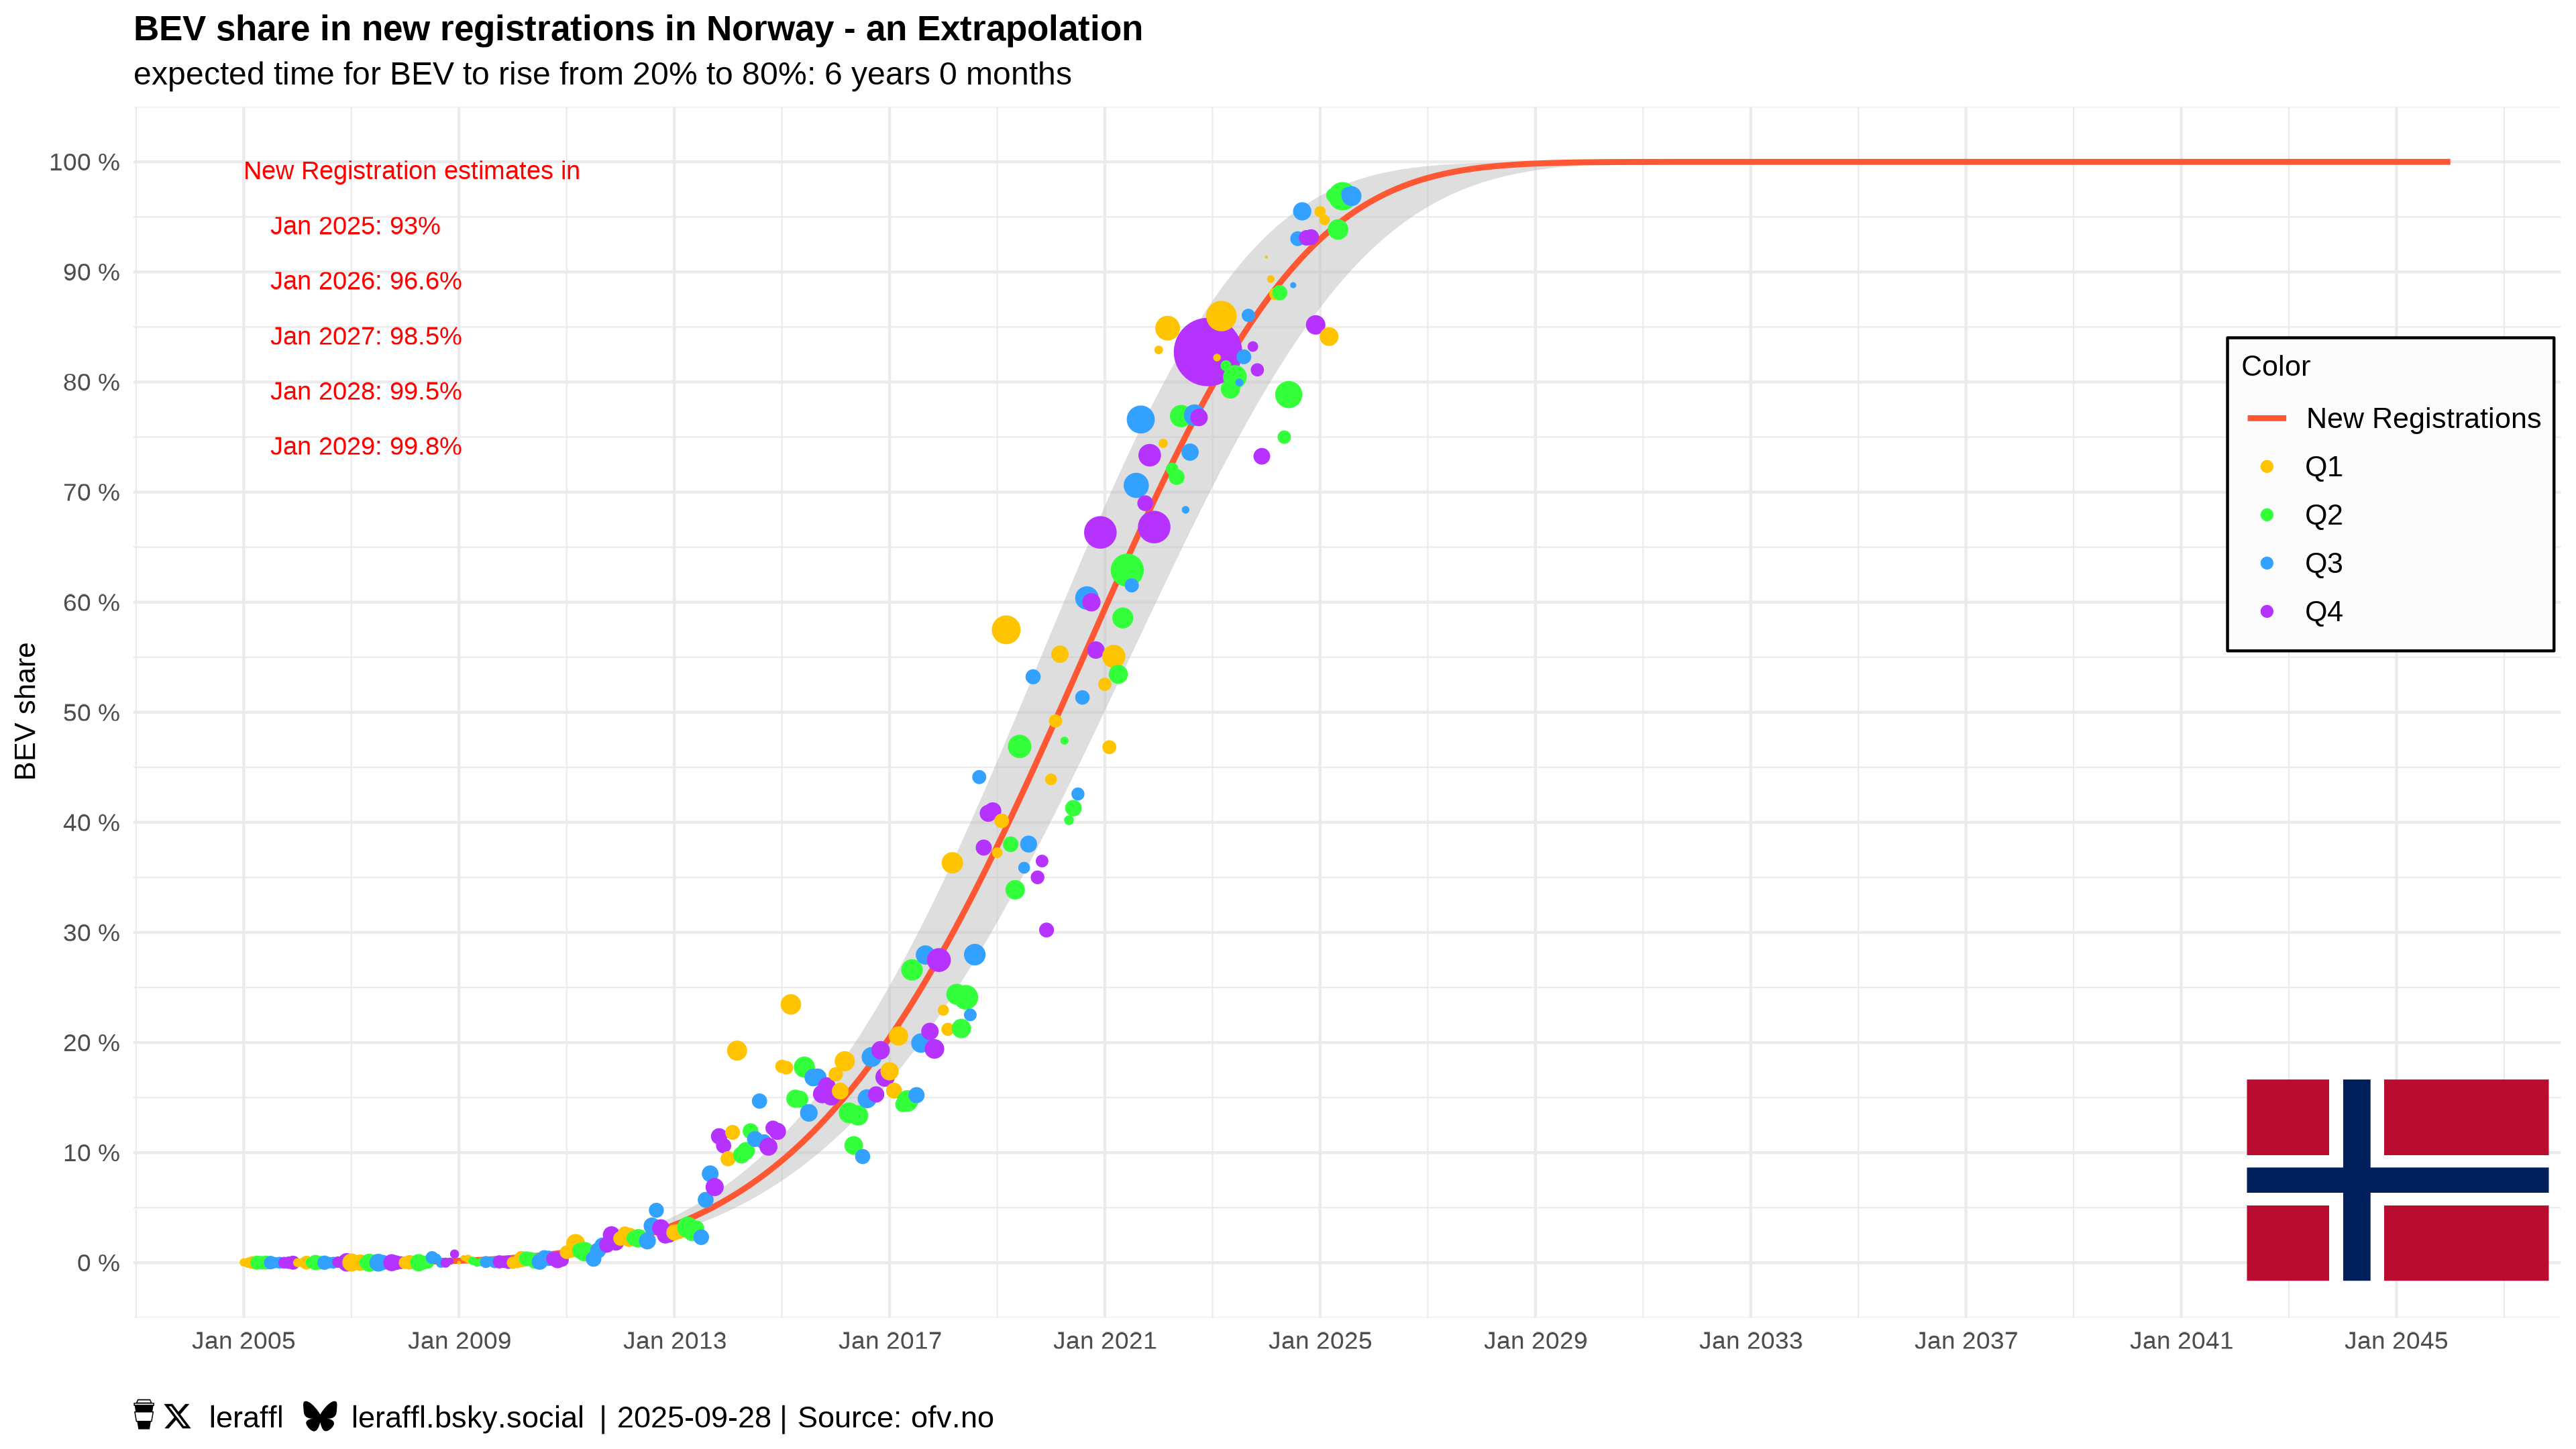 BEV share in new registrations in Norway - an Extrapolation
expected time for BEV to rise from 20% to 80%: 6 years 0 months
New Registration estimates in
Jan 2025: 93%
Jan 2026: 96.6%
Jan 2027: 98.5%
Jan 2028: 99.5%
Jan 2029: 99.8%
100 %
90 %
80 %
70 %
60 %
50 %
40 %
30 %
20 %
10 %
0 %
BEV share
Color
New Registrations
Q1
Q2
Q3
Q4
Jan 2005 Jan 2009 Jan 2013 Jan 2017 Jan 2021 Jan 2025 Jan 2029 Jan 2033 Jan 2037 Jan 2041 Jan 2045
leraffl leraffl.bsky.social | 2025-09-28 | Source: ofv.no